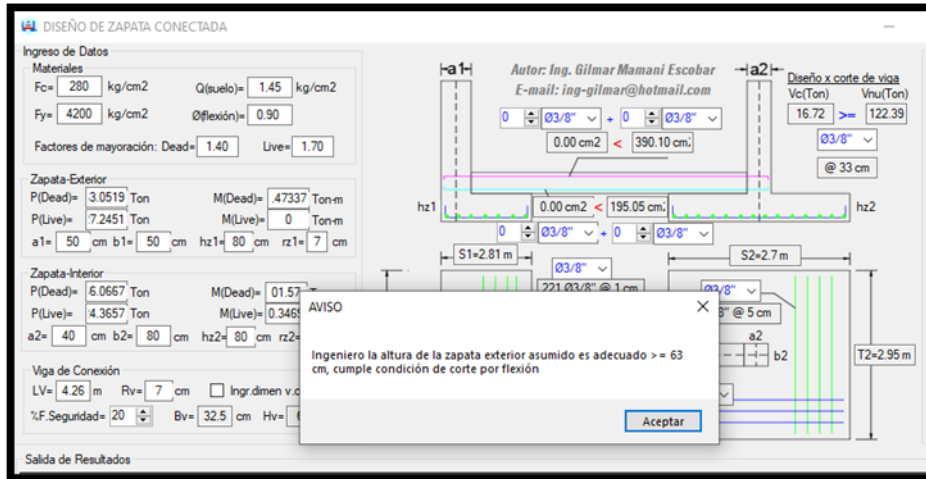 DISEÑO DE ZAPATA CONECTADA
Ingreso de Datos
Materiales
Fc= 280 kg/cm2 Q(suelo)= 1.45 kg/cm2
Fy= 4200 kg/cm2 Ø(flexión)= 0.90
Factores de mayoración: Dead= 1.40 Live= 1.70
Zapata-Exterior
P(Dead)= 3.0519 Ton M(Dead)= .47337 Ton-m
P(Live)= 7.2451 Ton M(Live)= 0 Ton-m
a1= 50 cm b1= 50 cm hz1= 80 cm rz1= 7 cm
Zapata-Interior
P(Dead)= 6.0667 Ton M(Dead)= 01.57
P(Live)= 4.3657 Ton M(Live)= 0.346
a2= 40 cm b2= 80 cm hz2= 80 cm rz2=
Viga de Conexión
LV= 4.26 m Rv= 7 cm Ingr.dimen v.c
%F.Seguridad= 20 Bv= 32.5 cm Hv=
Salida de Resultados
a1
Autor: Ing. Gilmar Mamani Escobar
E-mail: ing-gilmar@hotmail.com
a2
Diseño x corte de viga
Vc(Ton) Vnu(Ton)
16.72 >= 122.39
Ø3/8"
@ 33 cm
0 Ø3/8" + 0 Ø3/8"
0.00 cm2 < 390.10 cm
hz1
0.00 cm2 < 195.05 cm
hz2
0 Ø3/8" + 0 Ø3/8"
S1=2.81 m
S2=2.7 m
Ø3/8"
221 Ø3/8" @ 1 cm
Ø3/8"
@ 5 cm
a2
b2
T2=2.95 m
AVISO
Ingeniero la altura de la zapata exterior asumido es adecuado >= 63
cm, cumple condición de corte por flexión
Aceptar